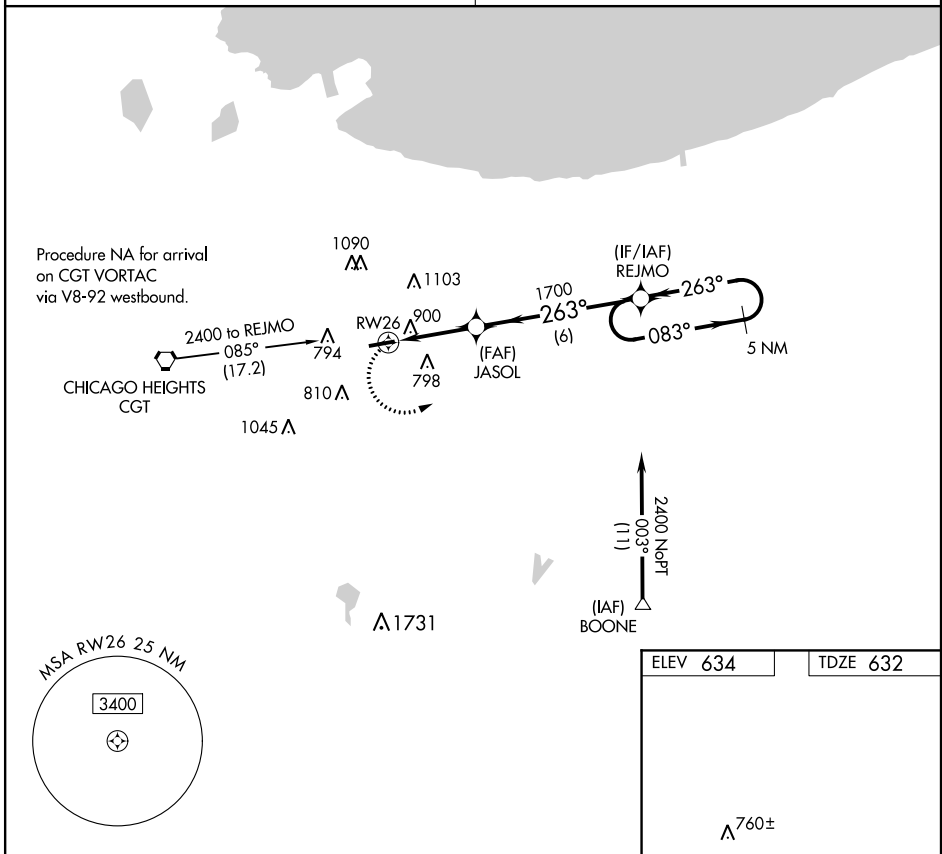 Procedure NA for arrival
on CGT VORTAC
via V8-92 westbound.
1090
1103
(IF/IAF)
REJMO
1700
263°
263°
(6)
083°
5 NM
RW26
900
2400 to REJMO
085°
(17.2)
794
(FAF)
JASOL
798
CHICAGO HEIGHTS
CGT
810
1045
2400 NoPT
003°
(11)
(IAF)
BOONE
1731
MSA RW26 25 NM
3400
ELEV 634
TDZE 632
760±